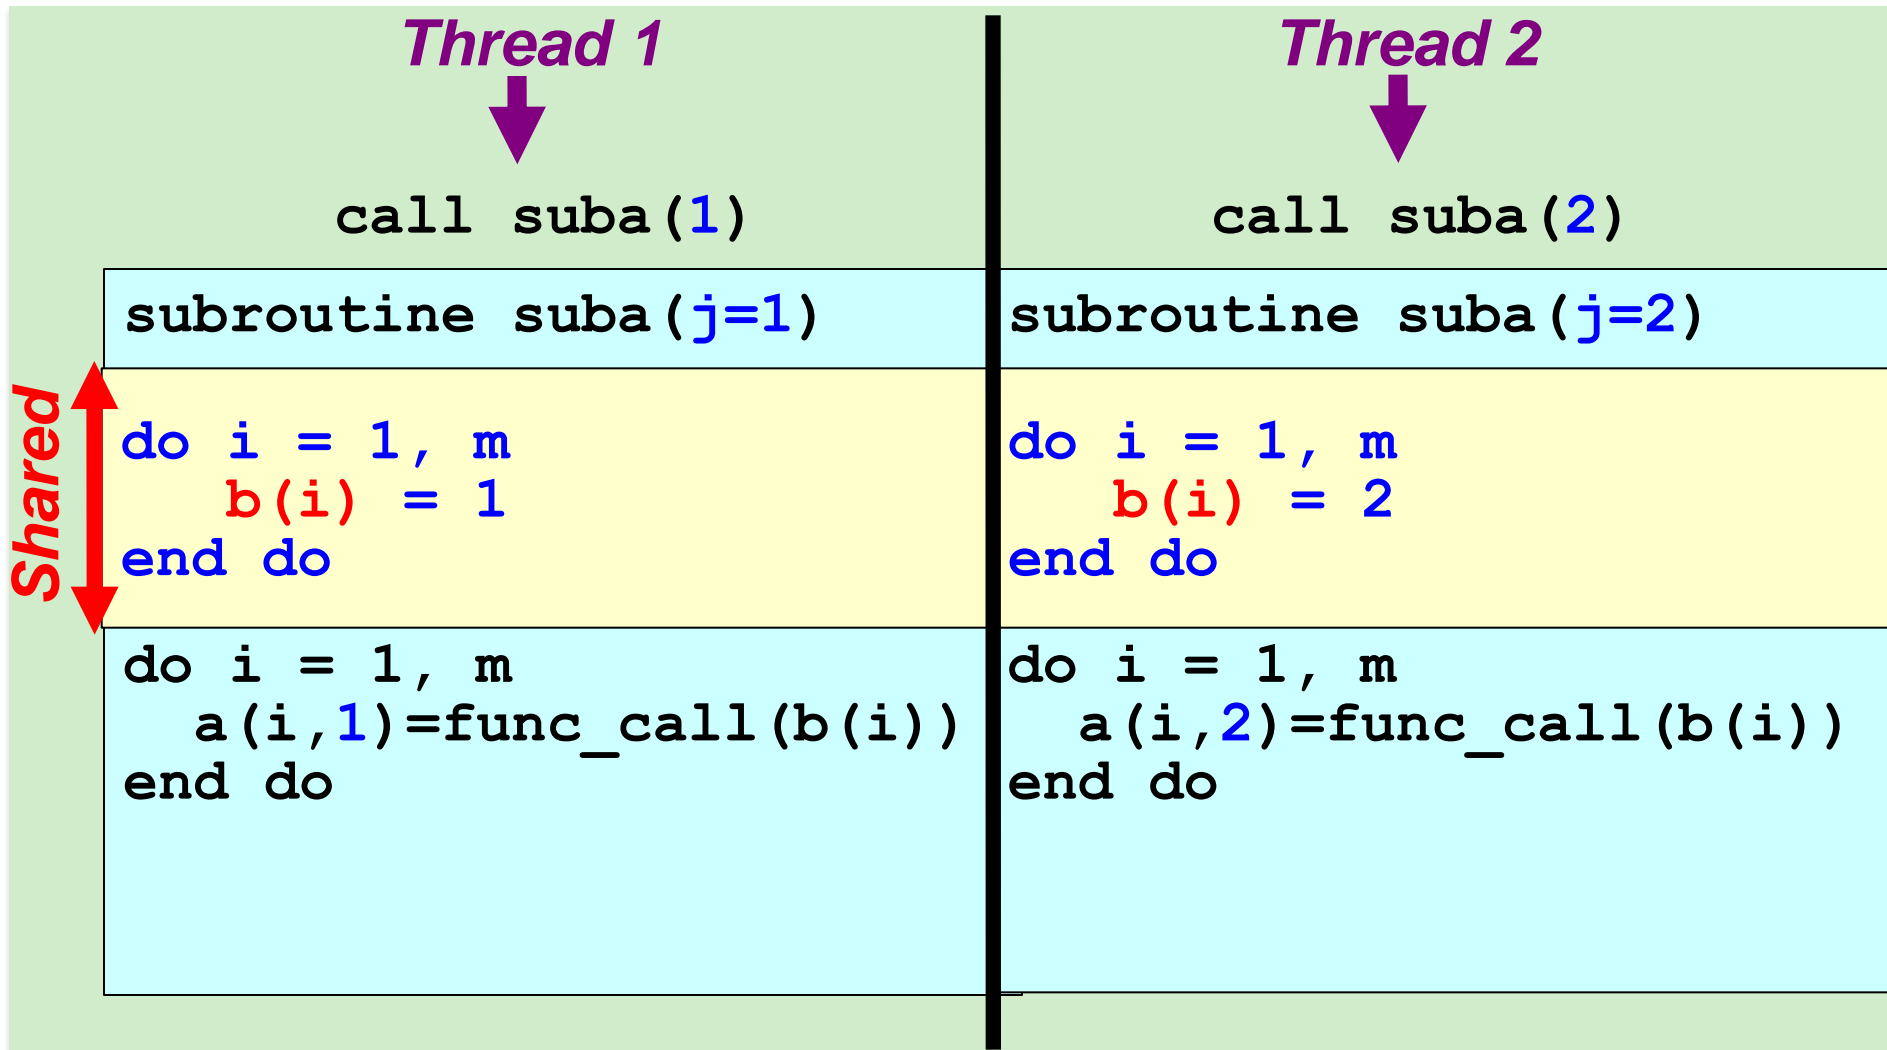 Thread 1
call suba(1)
subroutine suba(j=1)
Shared
do i = 1, m
b(i) = 1
end do
do i = 1, m
a(i,1)=func_call(b(i))
end do
Thread 2
call suba(2)
subroutine suba(j=2)
do i = 1, m
b(i) = 2
end do
do i = 1, m
a(i,2)=func_call(b(i))
end do